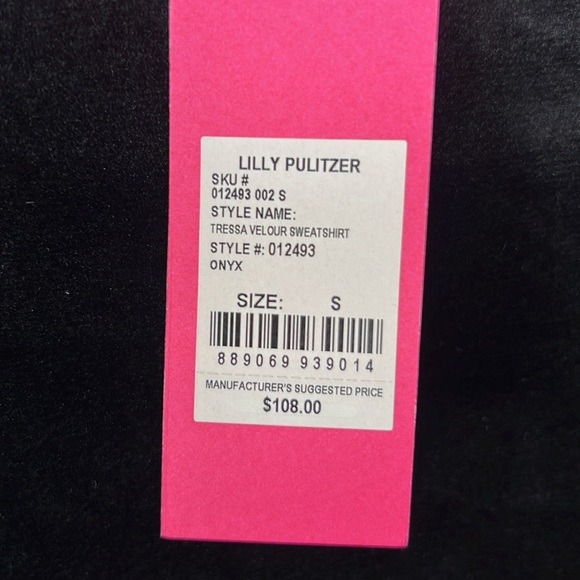 LILLY PULITZER
SKU #
012493 002 S
STYLE NAME:
TRESSA VELOUR SWEATSHIRT
STYLE #: 012493
ONYX
SIZE: S
889069 939014
MANUFACTURER'S SUGGESTED PRICE
$108.00